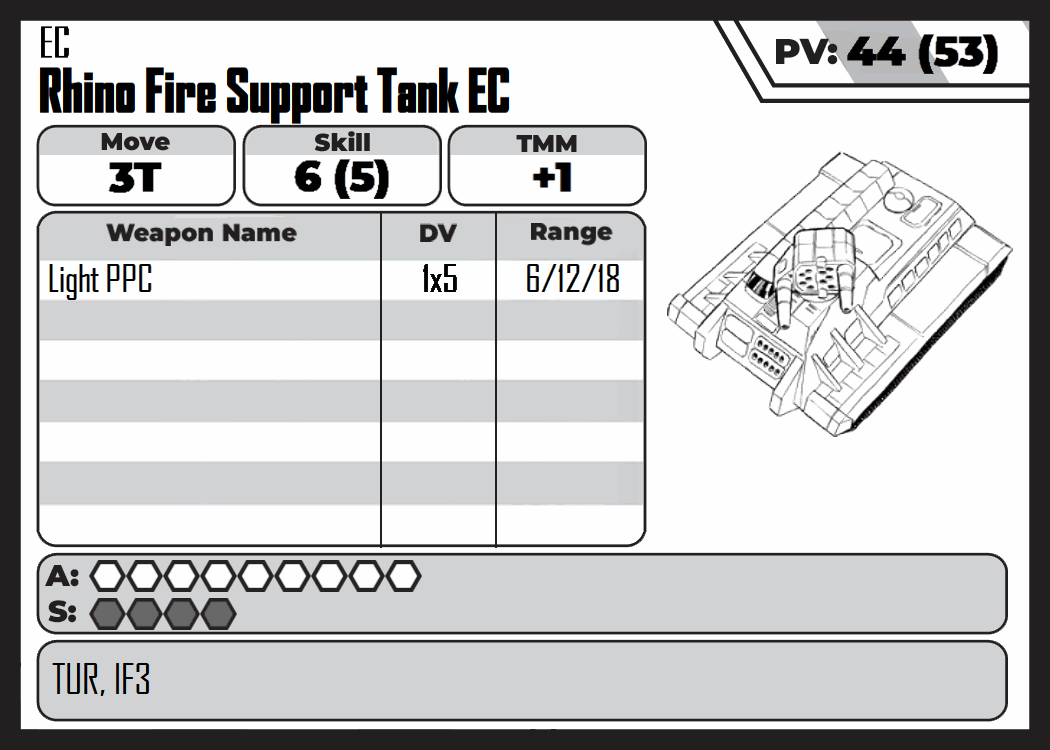 EC
Rhino Fire Support Tank EC
PV: 44 (53)
Move
3T
Skill
6 (5)
TMM
+1
Weapon Name DV Range
Light PPC 1x5 6/12/18
A:
S:
TUR, IF3